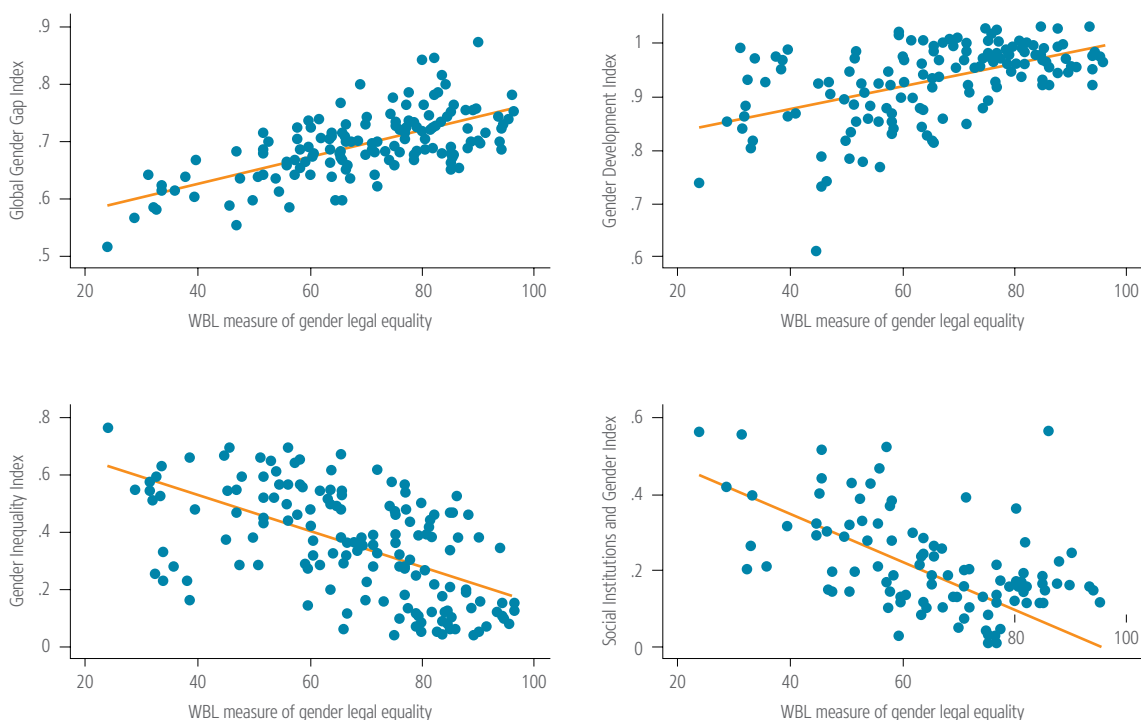 Global Gender Gap Index
.9
.8
.7
.6
.5
20 40 60 80 100
WBL measure of gender legal equality
Gender Development Index
1
.9
.8
.7
.6
20 40 60 80 100
WBL measure of gender legal equality
Gender Inequality Index
.8
.6
.4
.2
0
20 40 60 80 100
WBL measure of gender legal equality
Social Institutions and Gender Index
.6
.4
.2
0
20 40 60 80 100
WBL measure of gender legal equality